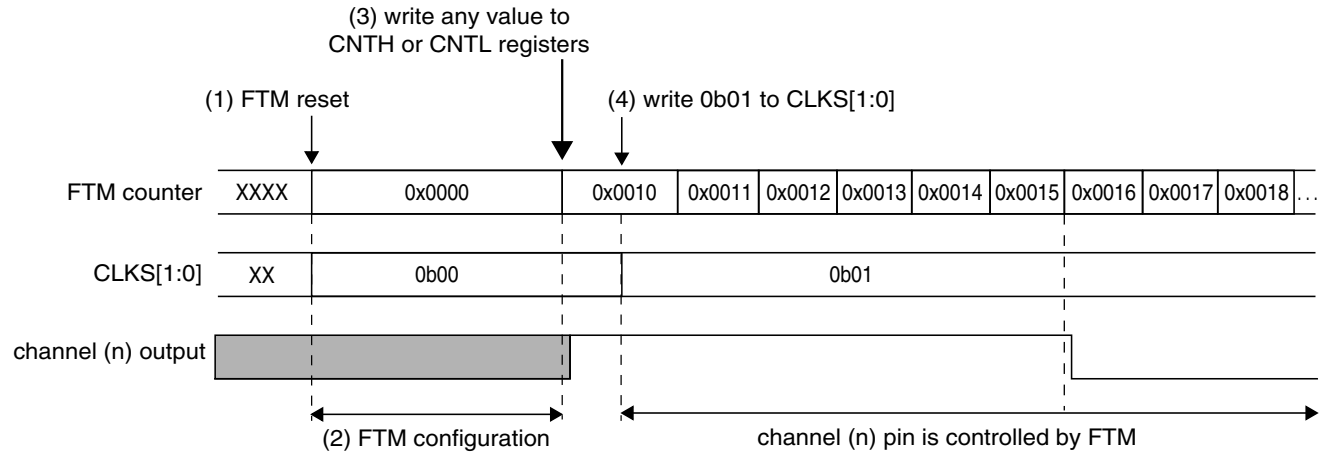 (3) write any value to
CNTH or CNTL registers
(1) FTM reset
(4) write 0b01 to CLKS[1:0]
FTM counter XXXX 0x0000 0x0010 0x0011 0x0012 0x0013 0x0014 0x0015 0x0016 0x0017 0x0018 ...
CLKS[1:0] XX 0b00 0b01
channel (n) output
(2) FTM configuration
channel (n) pin is controlled by FTM